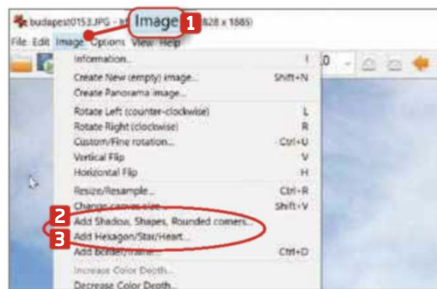 budapest0153.JPG - Image 1 828 x 1885)
File Edit Image Options View Help
Information... I
Create New (empty) image... Shift+N
Create Panorama image...
Rotate Left (counter-clockwise) L
Rotate Right (clockwise) R
Custom/Fine rotation... Ctrl+U
Vertical Flip V
Horizontal Flip H
Resize/Resample... Ctrl+R
Change canvas size... Shift+V
2 Add Shadow, Shapes, Rounded corners...
3 Add Hexagon/Star/Heart...
Add border/frame... Ctrl+D
Increase Color Depth...
Decrease Color Depth...